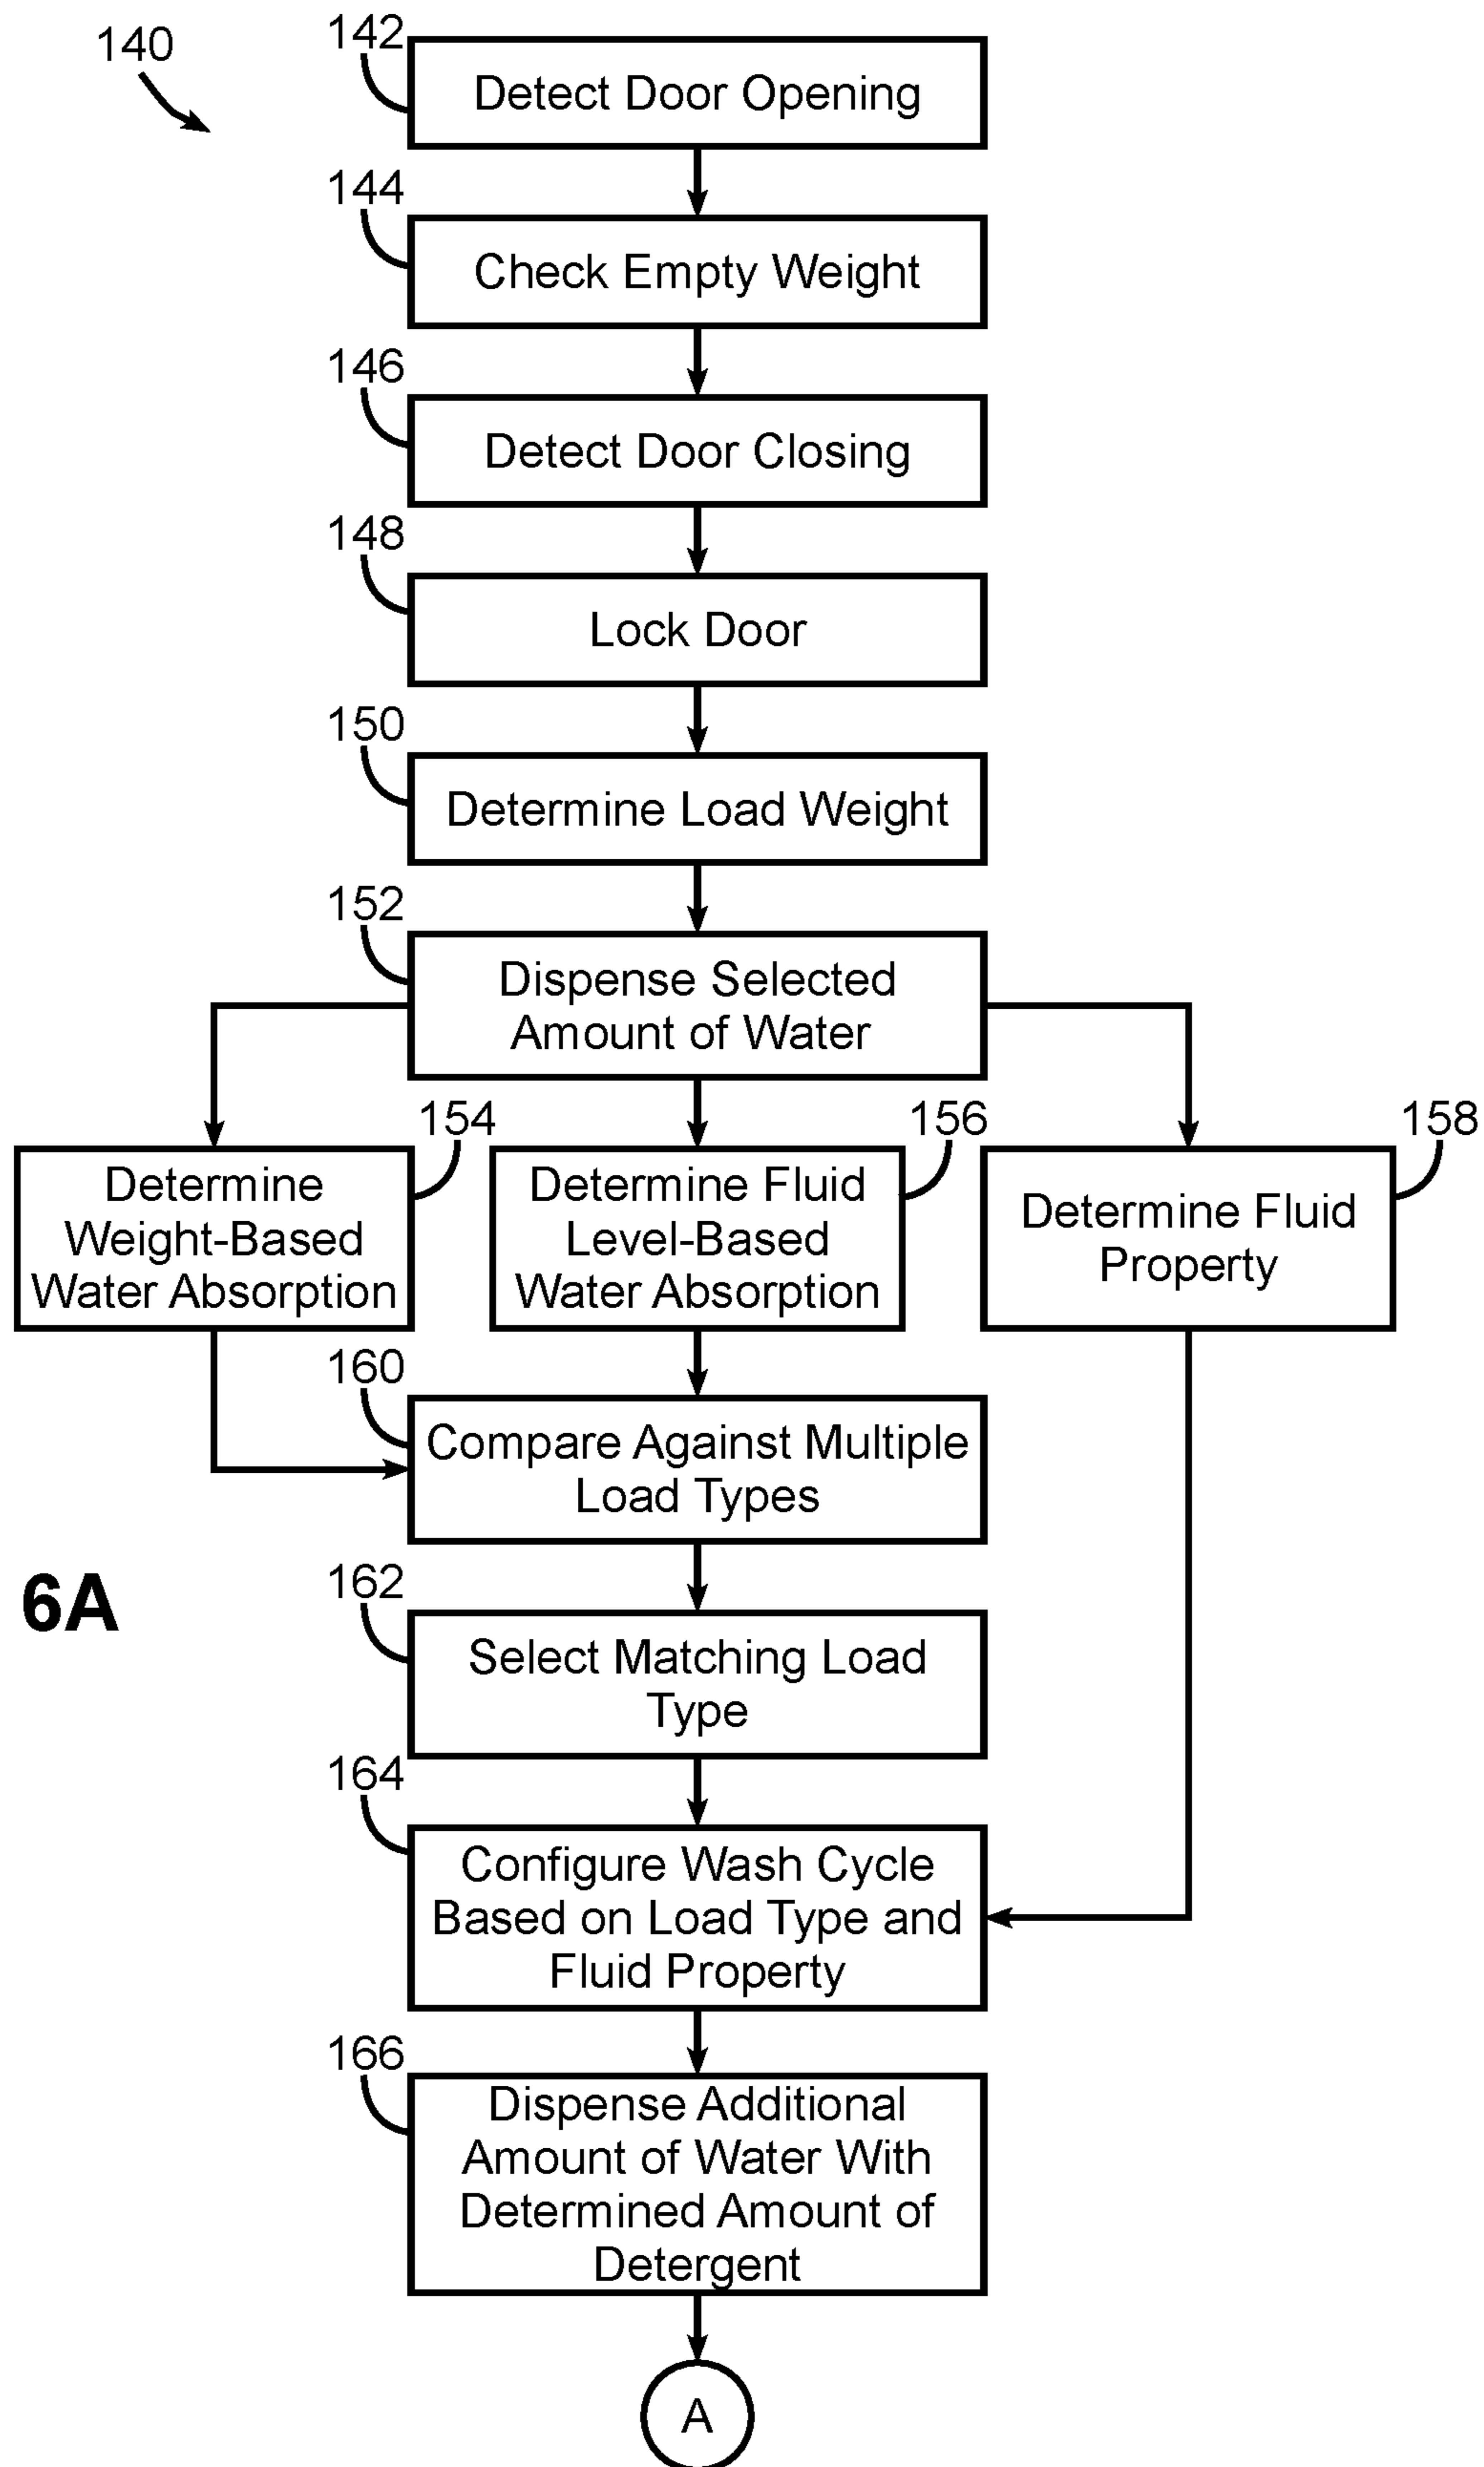 140
142
Detect Door Opening
144
Check Empty Weight
146
Detect Door Closing
148
Lock Door
150
Determine Load Weight
152
Dispense Selected
Amount of Water
154
Determine
Weight-Based
Water Absorption
156
Determine Fluid
Level-Based
Water Absorption
158
Determine Fluid
Property
160
Compare Against Multiple
Load Types
6A
162
Select Matching Load
Type
164
Configure Wash Cycle
Based on Load Type and
Fluid Property
166
Dispense Additional
Amount of Water With
Determined Amount of
Detergent
A